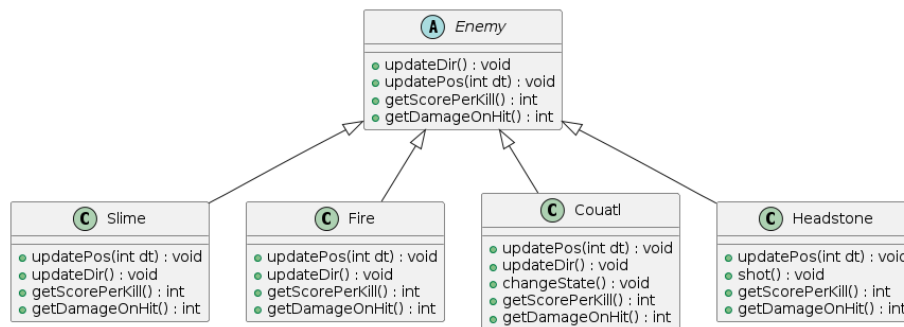 A Enemy
updateDir() : void
updatePos(int dt) : void
getScorePerKill() : int
getDamageOnHit() : int
C Slime
updatePos(int dt) : void
updateDir() : void
getScorePerKill() : int
getDamageOnHit() : int
C Fire
updatePos(int dt) : void
updateDir() : void
getScorePerKill() : int
getDamageOnHit() : int
C Couatl
updatePos(int dt) : void
updateDir() : void
changeState() : void
getScorePerKill() : int
getDamageOnHit() : int
C Headstone
updatePos(int dt) : void
shot() : void
getScorePerKill() : int
getDamageOnHit() : int